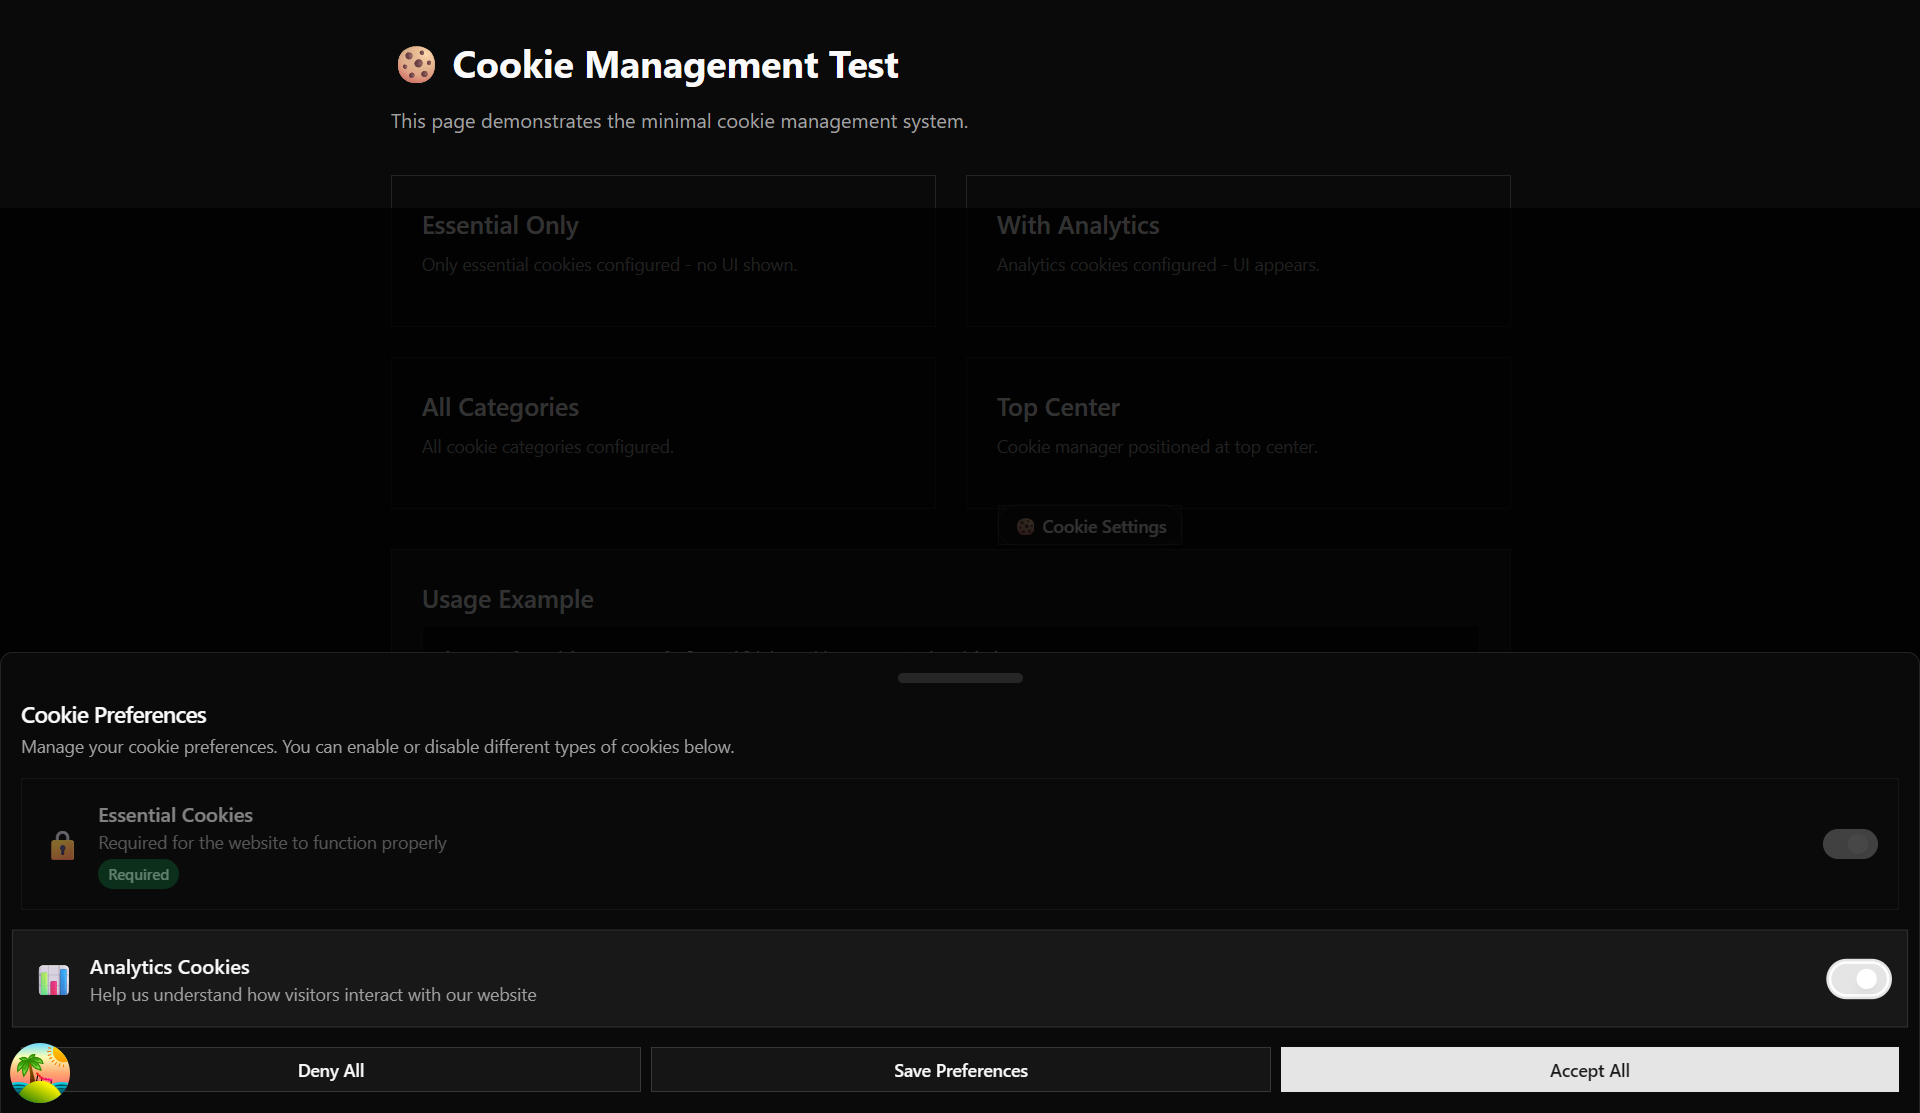 Cookie Management Test
This page demonstrates the minimal cookie management system.
Essential Only
Only essential cookies configured - no UI shown.
With Analytics
Analytics cookies configured - UI appears.
All Categories
All cookie categories configured.
Top Center
Cookie manager positioned at top center.
Cookie Settings
Usage Example
Cookie Preferences
Manage your cookie preferences. You can enable or disable different types of cookies below.
Essential Cookies
Required for the website to function properly
Required
Analytics Cookies
Help us understand how visitors interact with our website
Deny All
Save Preferences
Accept All